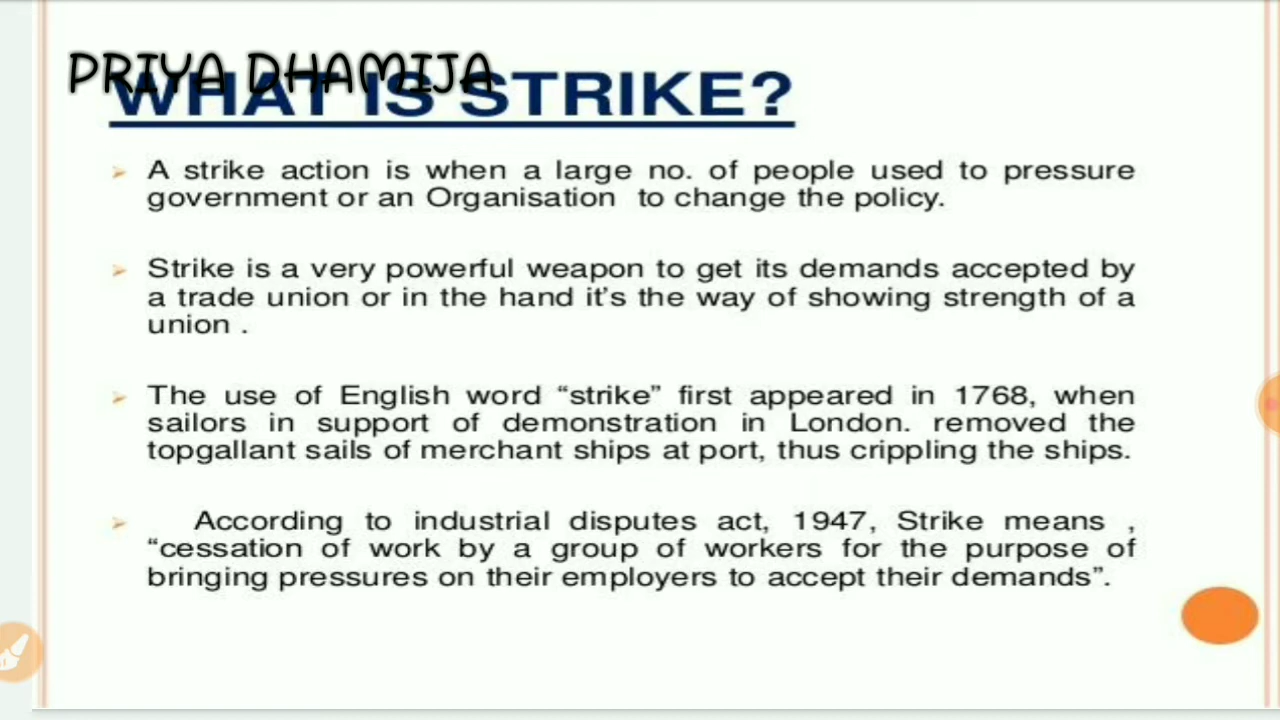 PRIYA DHAMIJA
WHAT IS STRIKE?
A strike action is when a large no. of people used to pressure
government or an Organisation to change the policy.
Strike is a very powerful weapon to get its demands accepted by
a trade union or in the hand it's the way of showing strength of a
union .
The use of English word “strike” first appeared in 1768, when
sailors in support of demonstration in London. removed the
topgallant sails of merchant ships at port, thus crippling the ships.
According to industrial disputes act, 1947, Strike means ,
“cessation of work by a group of workers for the purpose of
bringing pressures on their employers to accept their demands”.